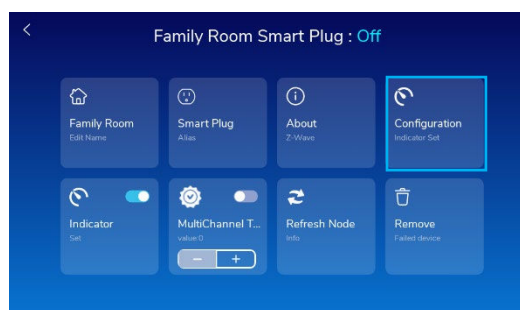 Family Room Smart Plug : Off
Family Room
Edit Name
Smart Plug
Alias
About
Z-Wave
Configuration
Indicator Set
Indicator
Set
MultiChannel T...
value 0
− +
Refresh Node
Info
Remove
Failed device